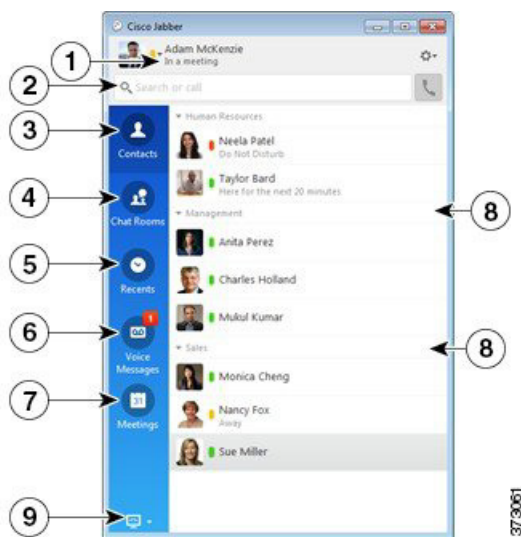 Cisco Jabber
1
Adam McKenzie
In a meeting
2
Search or call
3
Contacts
4
Chat Rooms
5
Recents
6
1
Voice
Messages
7
31
Meetings
9
Human Resources
Neela Patel
Do Not Disturb
Taylor Bard
Here for the next 20 minutes
Management
8
Anita Perez
Charles Holland
Mukul Kumar
Sales
8
Monica Cheng
Nancy Fox
Away
Sue Miller
373061